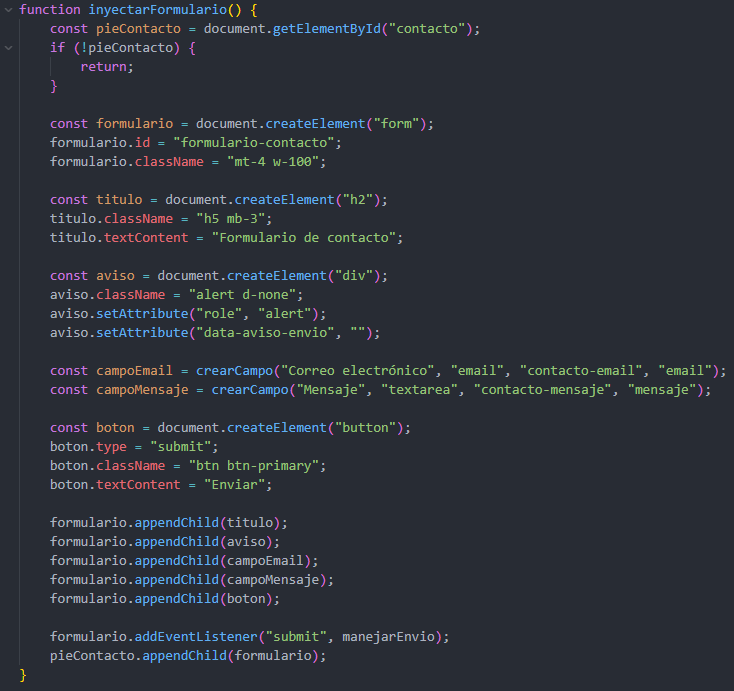 function inyectarFormulario() {
    const pieContacto = document.getElementById("contacto");
    if (!pieContacto) {
        return;
    }

    const formulario = document.createElement("form");
    formulario.id = "formulario-contacto";
    formulario.className = "mt-4 w-100";

    const titulo = document.createElement("h2");
    titulo.className = "h5 mb-3";
    titulo.textContent = "Formulario de contacto";

    const aviso = document.createElement("div");
    aviso.className = "alert d-none";
    aviso.setAttribute("role", "alert");
    aviso.setAttribute("data-aviso-envio", "");

    const campoEmail = crearCampo("Correo electrónico", "email", "contacto-email", "email");
    const campoMensaje = crearCampo("Mensaje", "textarea", "contacto-mensaje", "mensaje");

    const boton = document.createElement("button");
    boton.type = "submit";
    boton.className = "btn btn-primary";
    boton.textContent = "Enviar";

    formulario.appendChild(titulo);
    formulario.appendChild(aviso);
    formulario.appendChild(campoEmail);
    formulario.appendChild(campoMensaje);
    formulario.appendChild(boton);

    formulario.addEventListener("submit", manejarEnvio);
    pieContacto.appendChild(formulario);
}